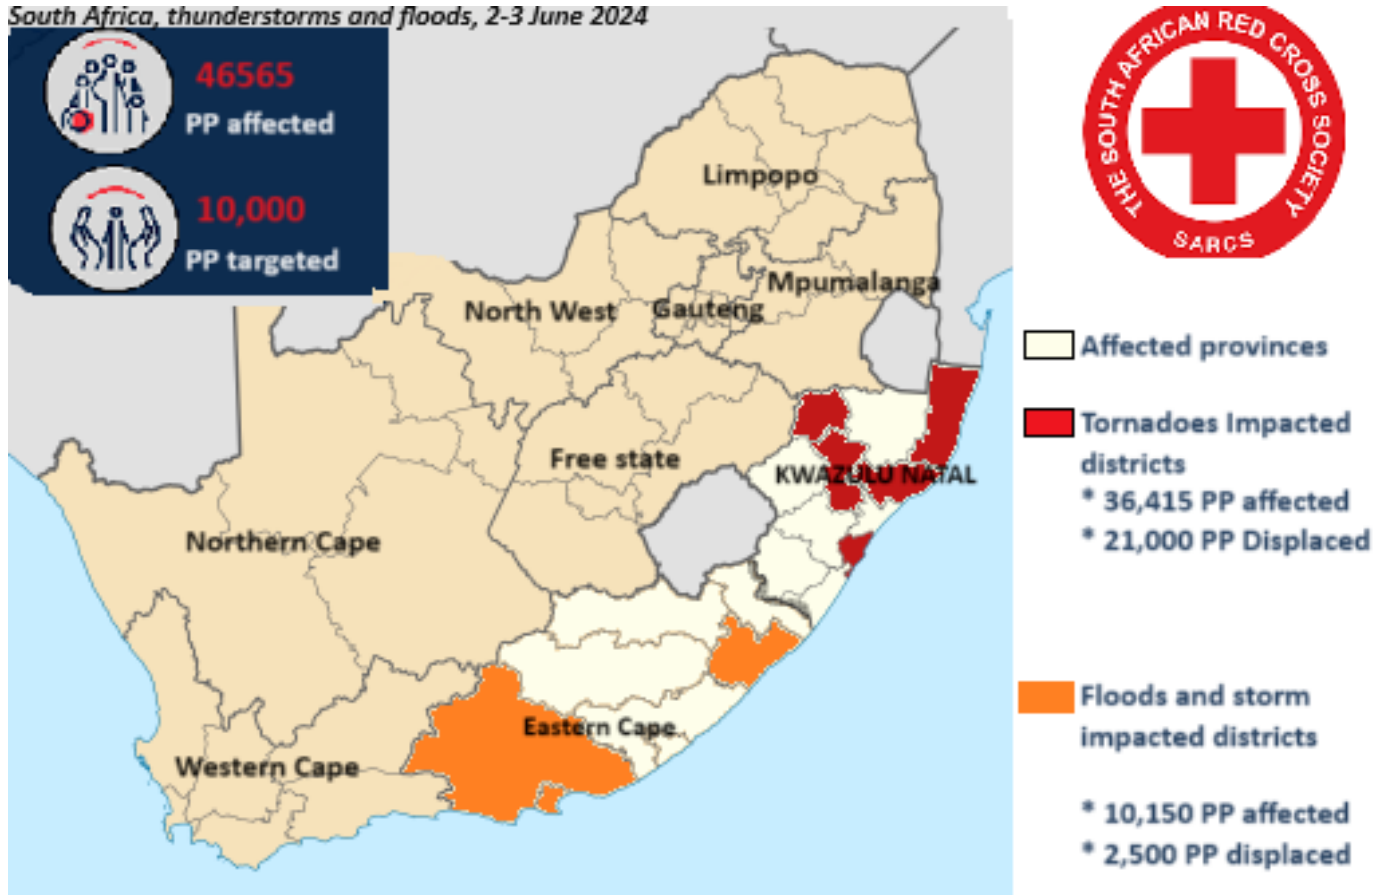 South Africa, thunderstorms and floods, 2-3 June 2024
46565
PP affected
10,000
PP targeted
THE SOUTH AFRICAN RED CROSS SOCIETY
SARCS
Limpopo
Mpumalanga
North West
Gauteng
Free state
KWAZULU NATAL
Northern Cape
Eastern Cape
Western Cape
Affected provinces
Tornadoes Impacted
districts
* 36,415 PP affected
* 21,000 PP Displaced
Floods and storm
impacted districts
* 10,150 PP affected
* 2,500 PP displaced